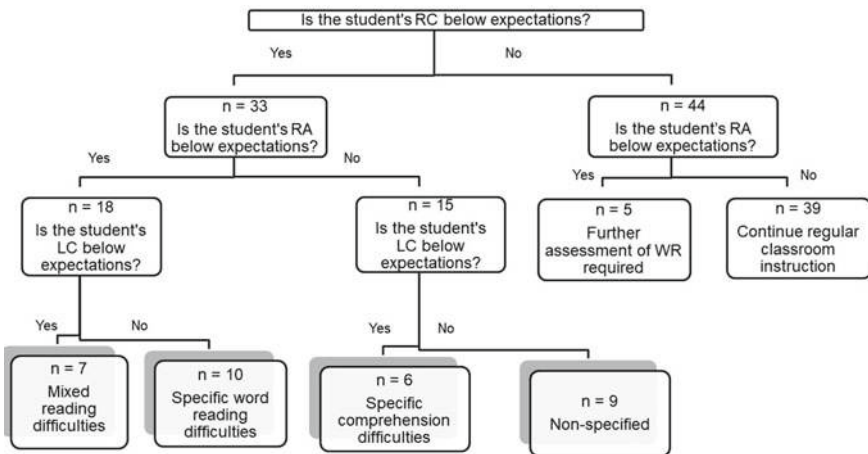 Is the student's RC below expectations?
Yes
No
n = 33
Is the student's RA
below expectations?
n = 44
Is the student's RA
below expectations?
Yes
No
Yes
No
n = 18
Is the student's
LC below
expectations?
n = 15
Is the student's
LC below
expectations?
n = 5
Further
assessment of WR
required
n = 39
Continue regular
classroom
instruction
Yes
No
Yes
No
n = 7
Mixed
reading
difficulties
n = 10
Specific word
reading
difficulties
n = 6
Specific
comprehension
difficulties
n = 9
Non-specified